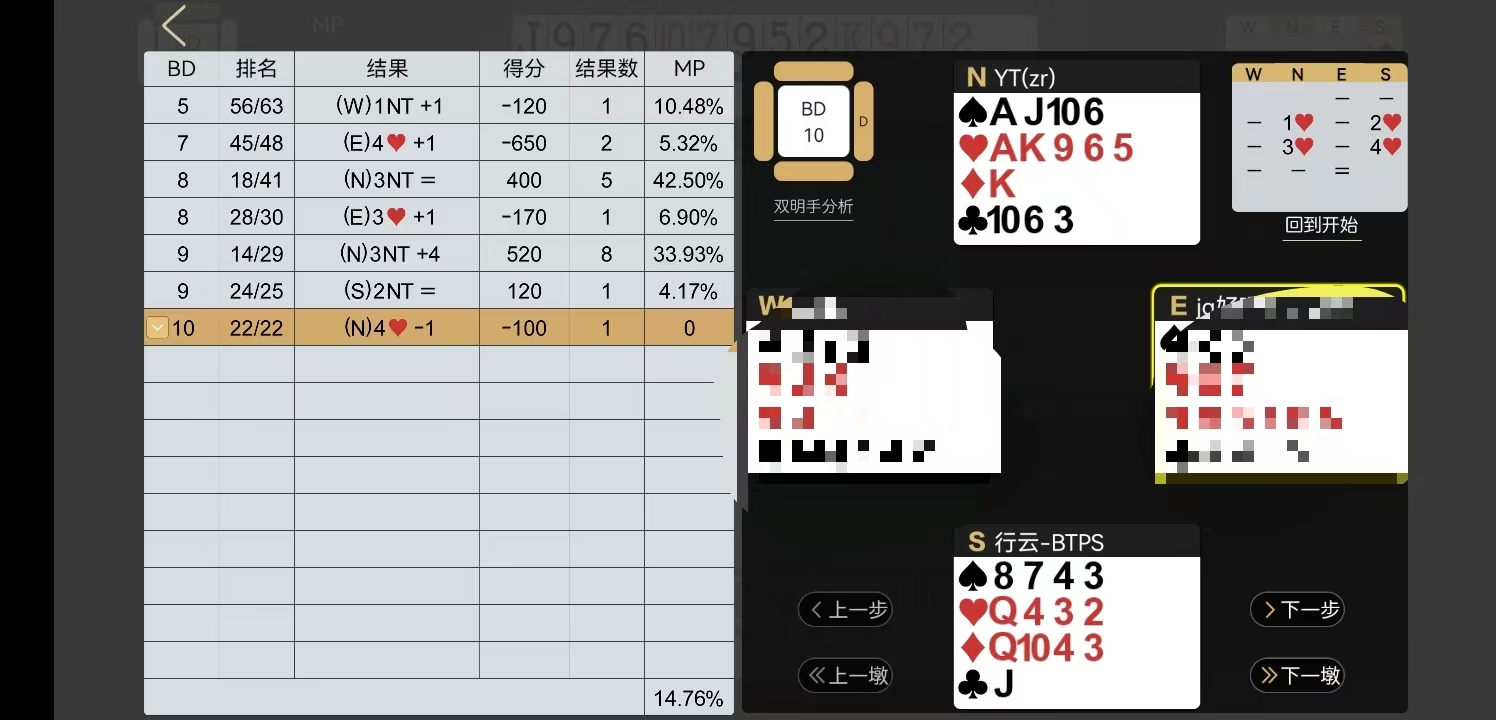 MP
J976 107 952 K972
W N E S
BD 排名 结果 得分 结果数 MP
5 56/63 (W)1NT +1 -120 1 10.48%
7 45/48 (E)4♥ +1 -650 2 5.32%
8 18/41 (N)3NT = 400 5 42.50%
8 28/30 (E)3♥ +1 -170 1 6.90%
9 14/29 (N)3NT +4 520 8 33.93%
9 24/25 (S)2NT = 120 1 4.17%
10 22/22 (N)4♥ -1 -100 1 0
14.76%
BD
10
D
双明手分析
N YT(zr)
♠A J 10 6
♥A K 9 6 5
♦K
♣10 6 3
W N E S
– –
– 1♥ – 2♥
– 3♥ – 4♥
– – =
回到开始
W
E
S 行云-BTPS
♠8 7 4 3
♥Q 4 3 2
♦Q 10 4 3
♣J
上一步
下一步
上一墩
下一墩